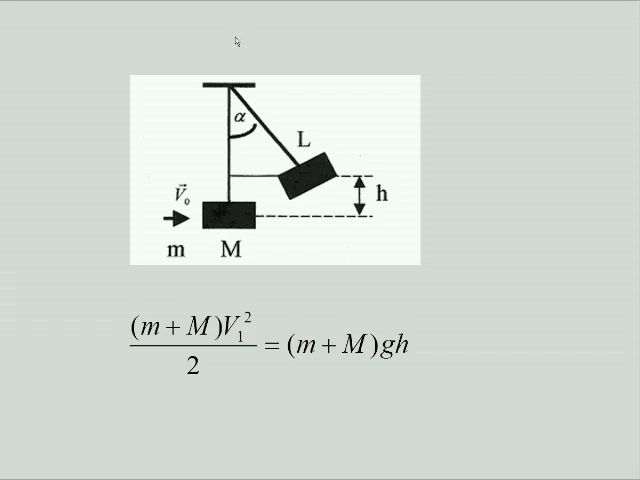 α
L
V⃗₀
h
m M
(m + M)V₁²
2
= (m + M)gh